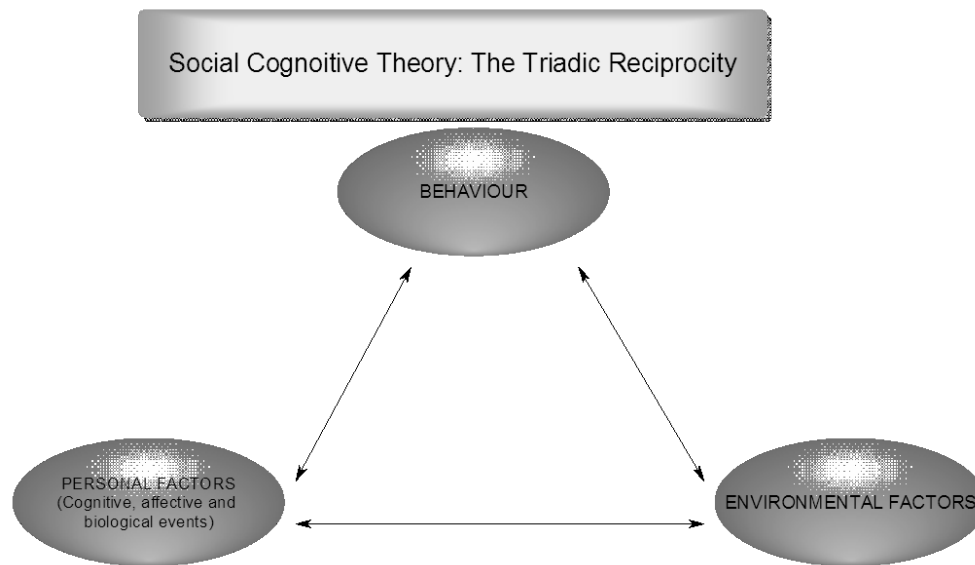 Social Cognoitive Theory: The Triadic Reciprocity
BEHAVIOUR
PERSONAL FACTORS
(Cognitive, affective and
biological events)
ENVIRONMENTAL FACTORS